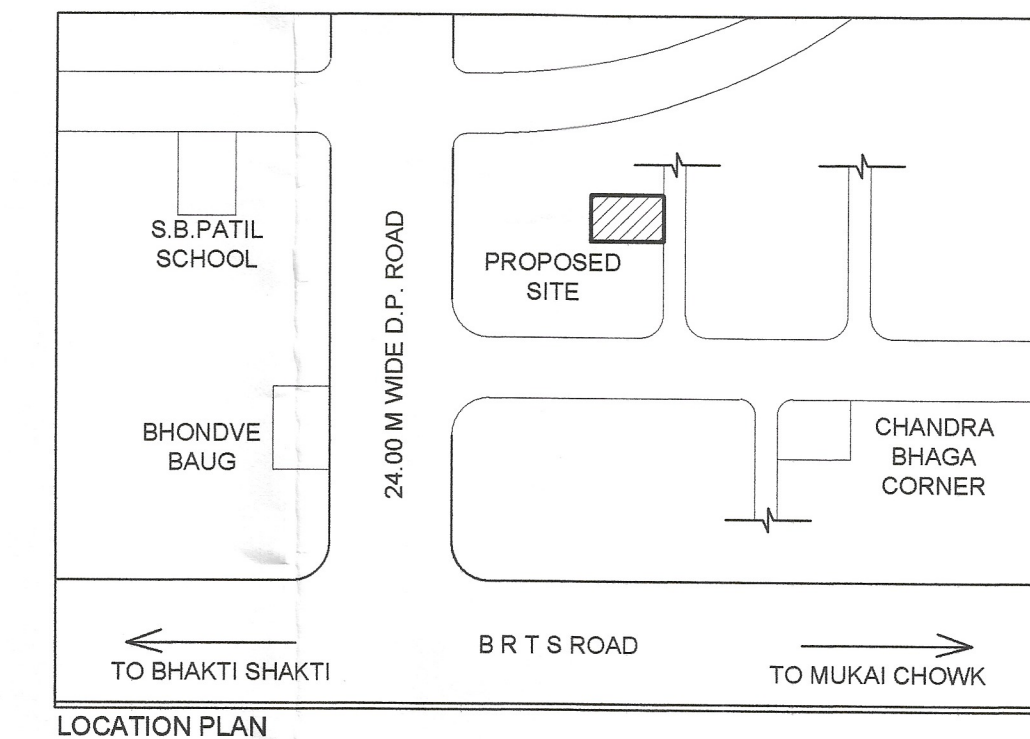 S.B.PATIL
SCHOOL
24.00 M WIDE D.P. ROAD
PROPOSED
SITE
BHONDVE
BAUG
CHANDRA
BHAGA
CORNER
B R T S ROAD
TO BHAKTI SHAKTI
TO MUKAI CHOWK
LOCATION PLAN